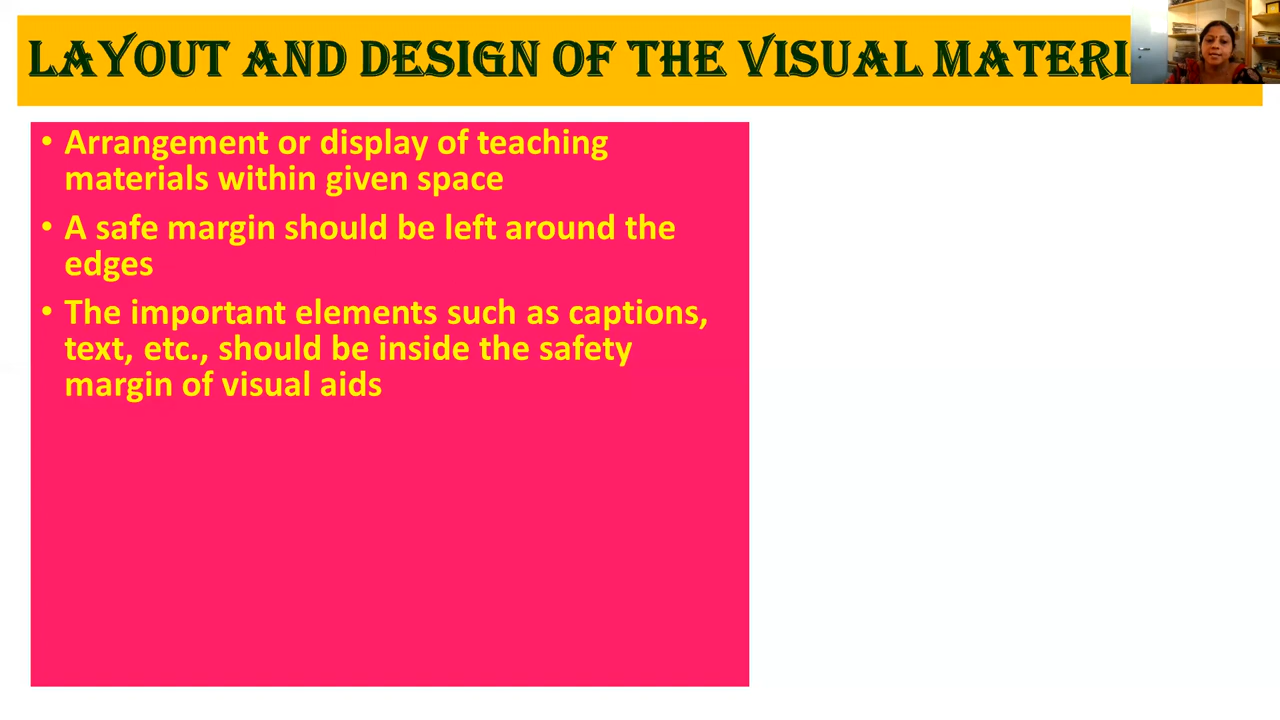 LAYOUT AND DESIGN OF THE VISUAL MATERI
• Arrangement or display of teaching
materials within given space
• A safe margin should be left around the
edges
• The important elements such as captions,
text, etc., should be inside the safety
margin of visual aids